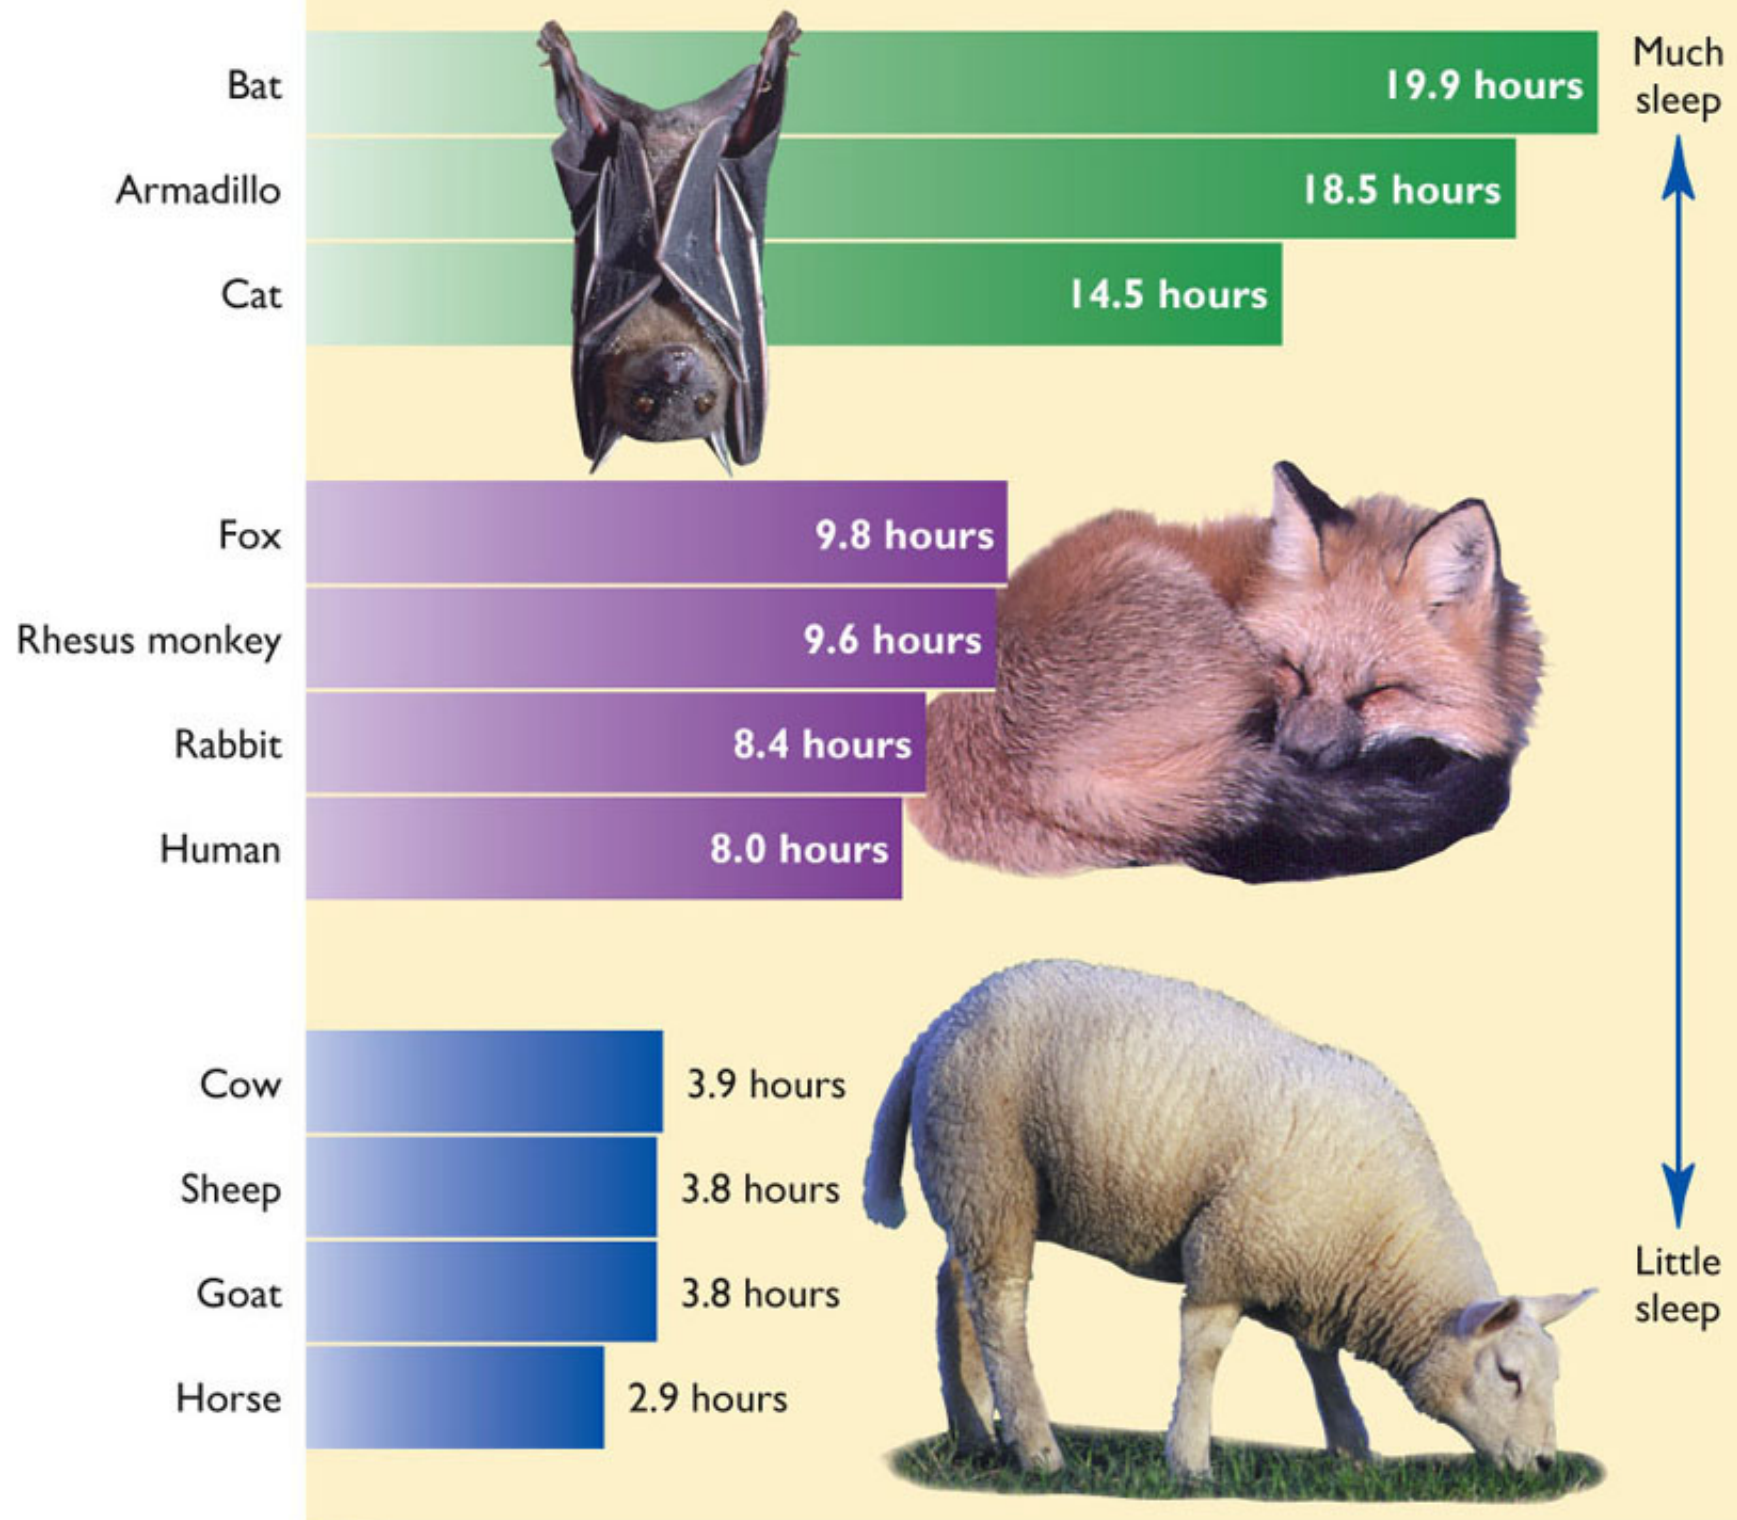 Bat
19.9 hours
Much
sleep
Armadillo
18.5 hours
Cat
14.5 hours
Fox
9.8 hours
Rhesus monkey
9.6 hours
Rabbit
8.4 hours
Human
8.0 hours
Cow
3.9 hours
Sheep
3.8 hours
Goat
3.8 hours
Little
sleep
Horse
2.9 hours